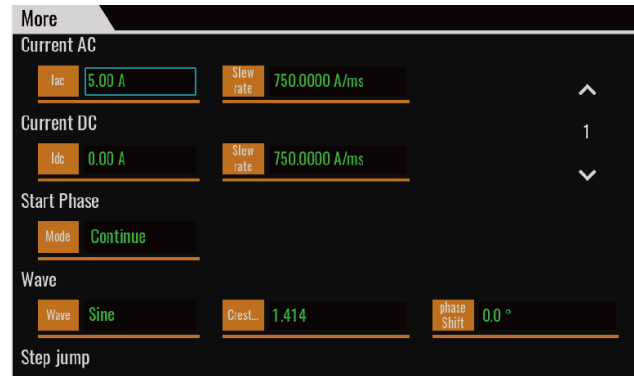 More
Current AC
Iac 5.00 A Slew rate 750.0000 A/ms
Current DC
1
Idc 0.00 A Slew rate 750.0000 A/ms
Start Phase
Mode Continue
Wave
Wave Sine Crest... 1.414 phase Shift 0.0 °
Step jump